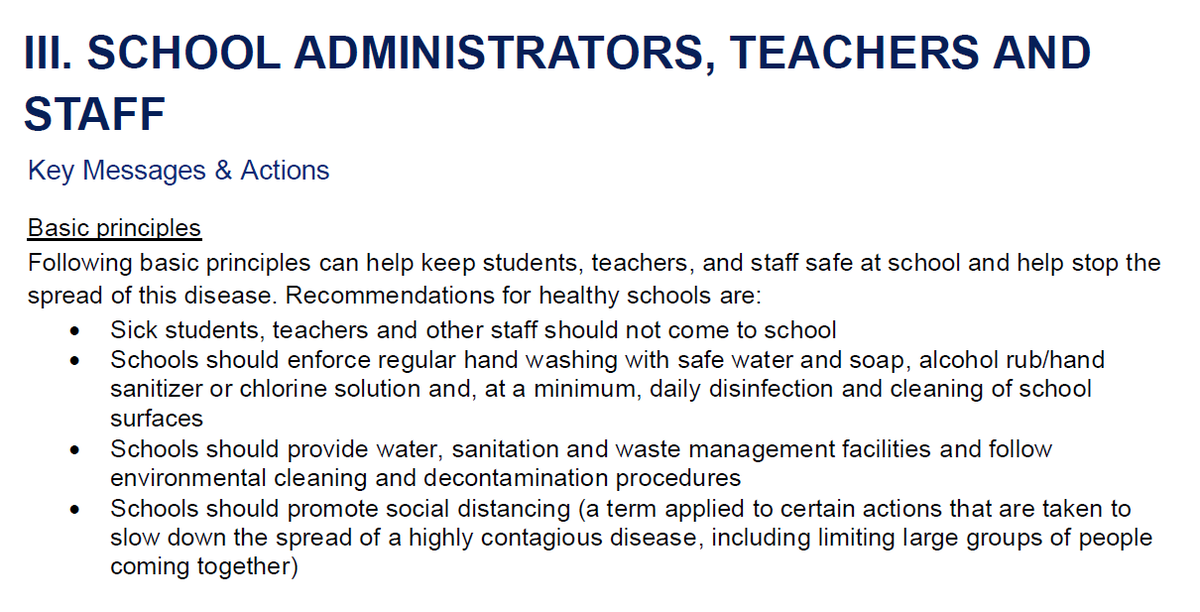 III. SCHOOL ADMINISTRATORS, TEACHERS AND
STAFF
Key Messages & Actions
Basic principles
Following basic principles can help keep students, teachers, and staff safe at school and help stop the
spread of this disease. Recommendations for healthy schools are:
• Sick students, teachers and other staff should not come to school
• Schools should enforce regular hand washing with safe water and soap, alcohol rub/hand
sanitizer or chlorine solution and, at a minimum, daily disinfection and cleaning of school
surfaces
• Schools should provide water, sanitation and waste management facilities and follow
environmental cleaning and decontamination procedures
• Schools should promote social distancing (a term applied to certain actions that are taken to
slow down the spread of a highly contagious disease, including limiting large groups of people
coming together)